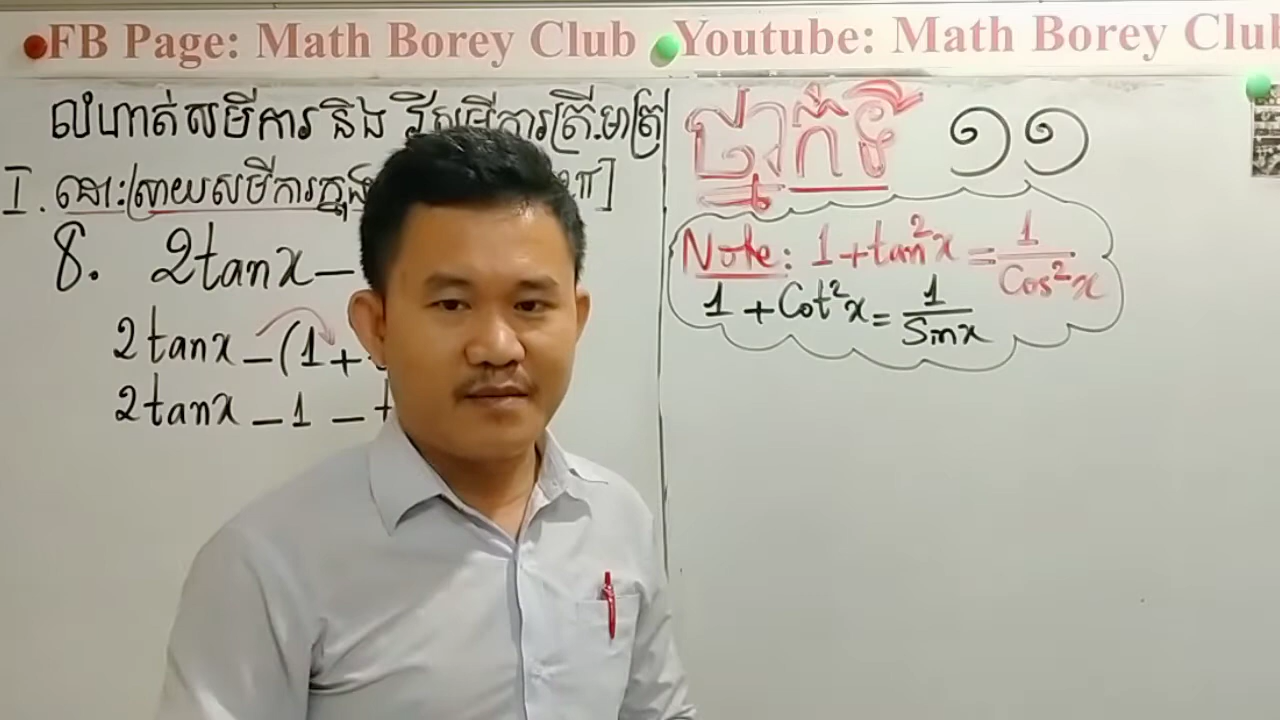 FB Page: Math Borey Club Youtube: Math Borey Club
លំហាត់សមីការ និង វិសមីការត្រីកោណមាត្រ
I. ដោះស្រាយសមីការក្នុង π]
8. 2tanx –
2tanx – (1 +
2tanx – 1 – t
ថ្នាក់ទី ១១
Note: 1 + tan²x = 1/Cos²x
1 + Cot²x = 1/Sinx